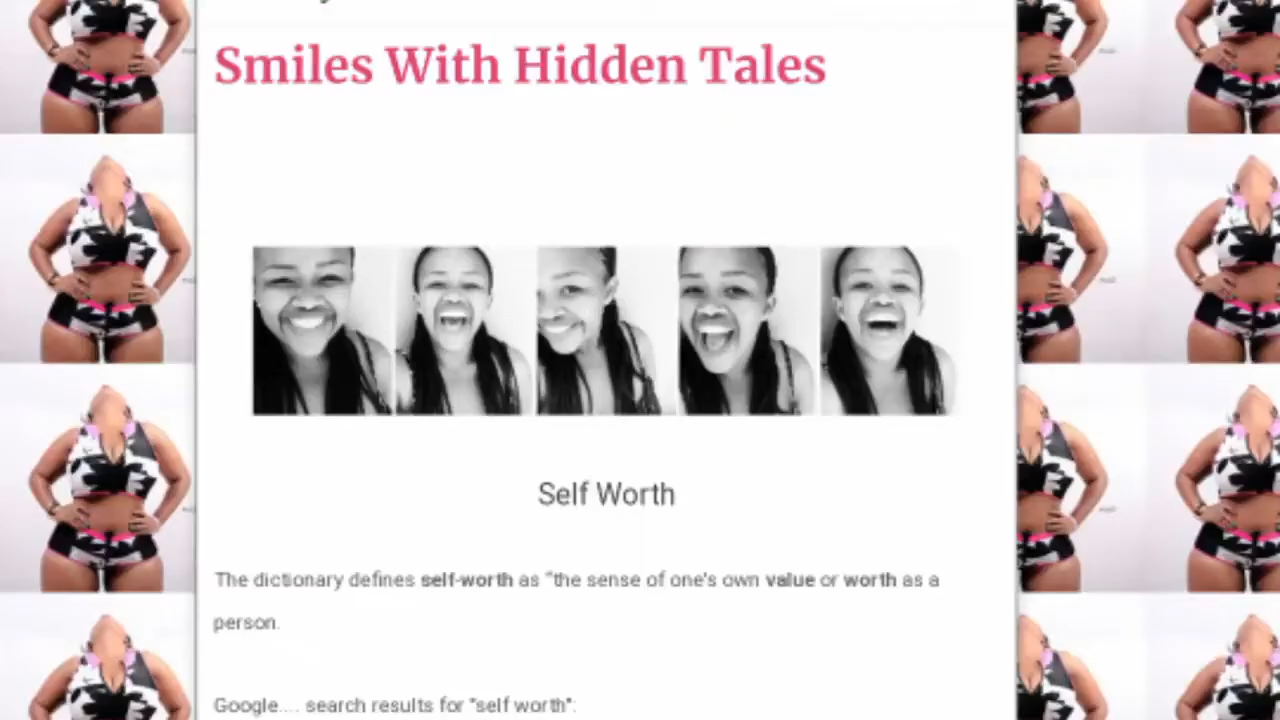 Smiles With Hidden Tales
Self Worth
The dictionary defines self-worth as "the sense of one's own value or worth as a
person.
Google.... search results for "self worth":